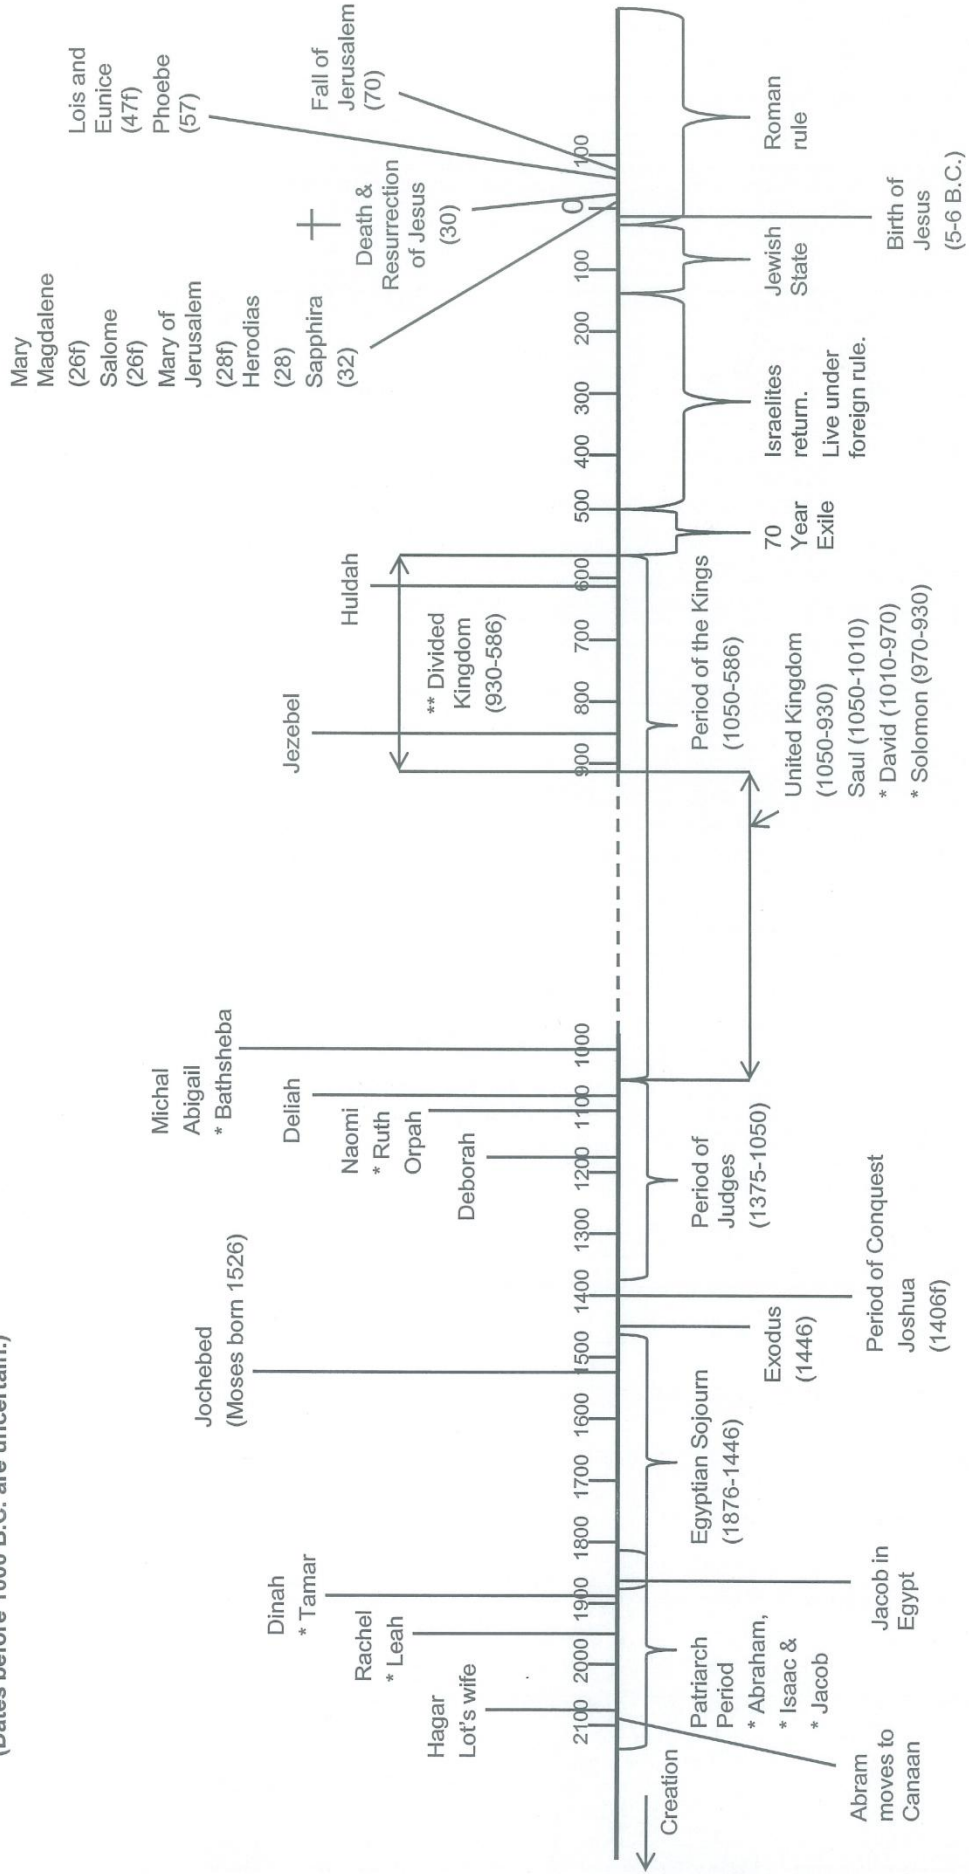 (Dates before 1000 B.C. are uncertain.)
Hagar
Lot's wife
Rachel
* Leah
Dinah
* Tamar
Jochebed
(Moses born 1526)
Deborah
Naomi
* Ruth
Orpah
Deliah
Michal
Abigail
* Bathsheba
Jezebel
Huldah
** Divided
Kingdom
(930-586)
Mary
Magdalene
(26f)
Salome
(26f)
Mary of
Jerusalem
(28f)
Herodias
(28)
Sapphira
(32)
Death &
Resurrection
of Jesus
(30)
Lois and
Eunice
(47f)
Phoebe
(57)
Fall of
Jerusalem
(70)
2100
2000
1900
1800
1700
1600
1500
1400
1300
1200
1100
1000
900
800
700
600
500
400
300
200
100
0
100
Creation
Abram
moves to
Canaan
Patriarch
Period
* Abraham,
* Isaac &
* Jacob
Jacob in
Egypt
Egyptian Sojourn
(1876-1446)
Exodus
(1446)
Period of Conquest
Joshua
(1406f)
Period of
Judges
(1375-1050)
Period of the Kings
(1050-586)
United Kingdom
(1050-930)
Saul (1050-1010)
* David (1010-970)
* Solomon (970-930)
70
Year
Exile
Israelites
return.
Live under
foreign rule.
Jewish
State
Birth of
Jesus
(5-6 B.C.)
Roman
rule